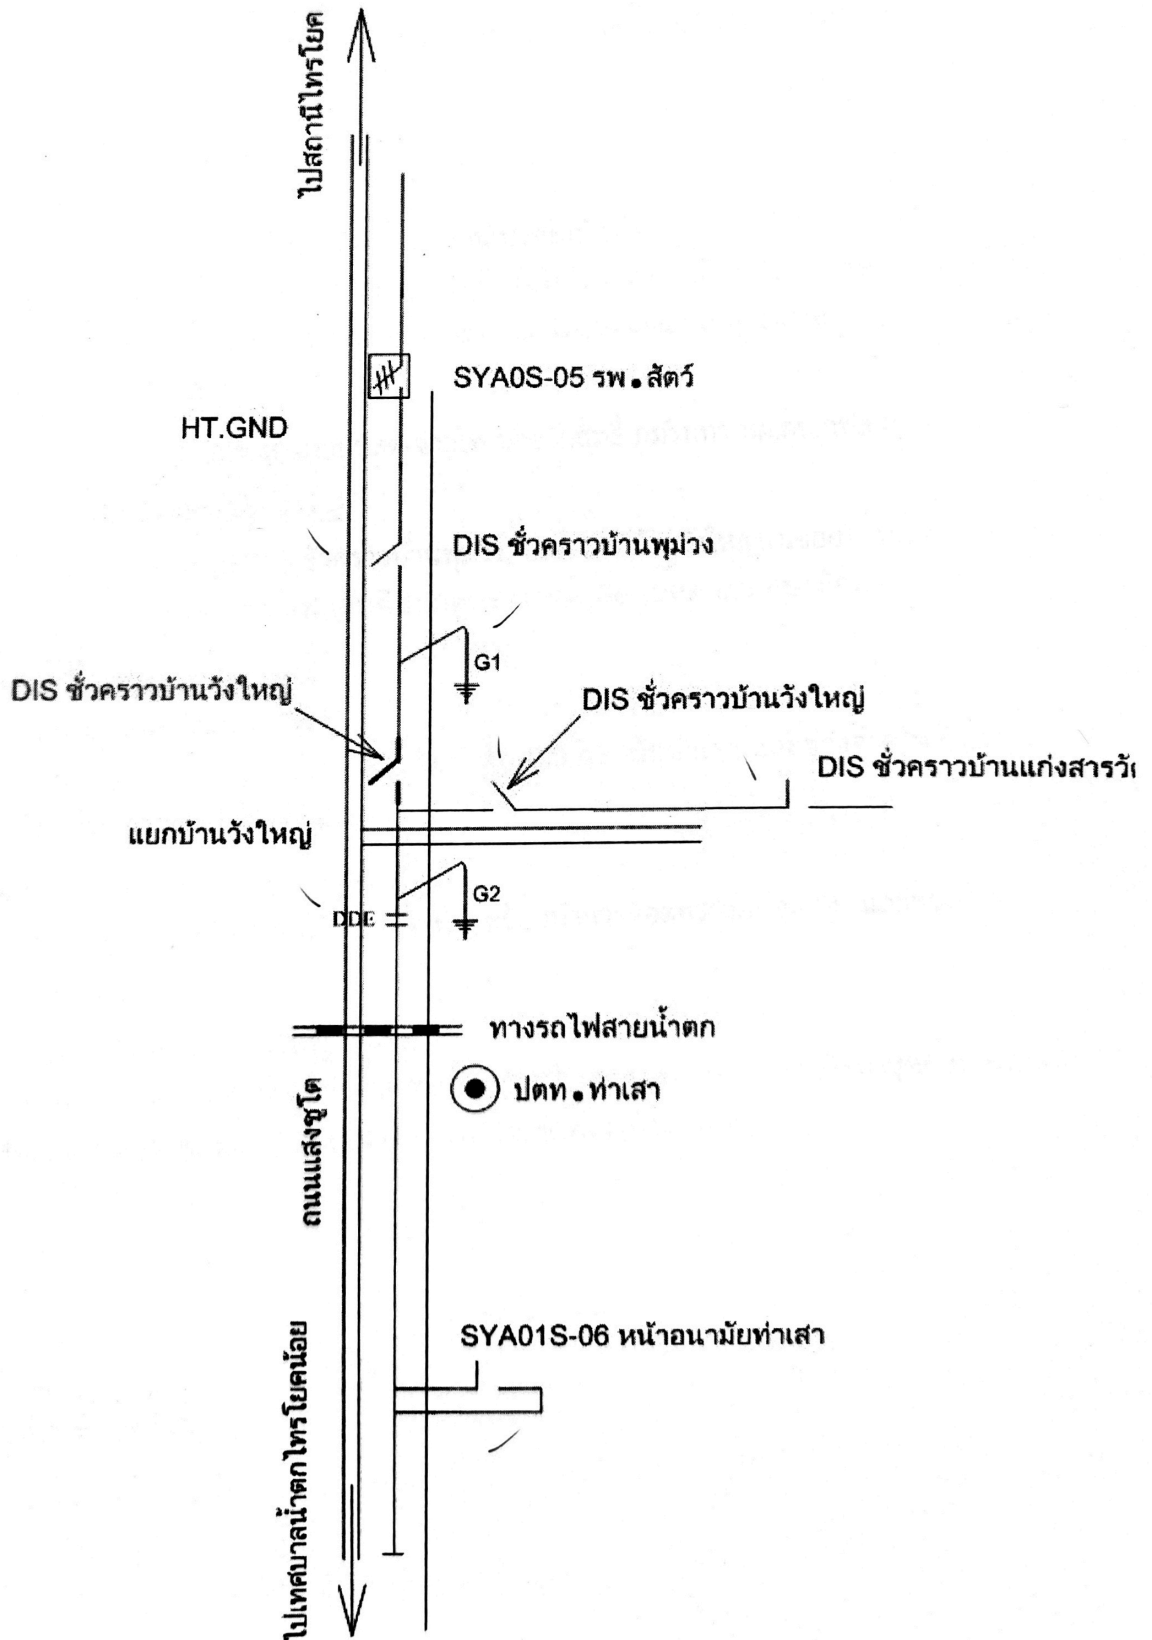 ไปสถานีไทรโยค
SYA0S-05 รพ.สัตว์
HT.GND
DIS ชั่วคราวบ้านพุม่วง
G1
DIS ชั่วคราวบ้านวังใหญ่
DIS ชั่วคราวบ้านวังใหญ่
DIS ชั่วคราวบ้านแก่งสารวั
แยกบ้านวังใหญ่
G2
DDE
ทางรถไฟสายน้ำตก
ปตท.ท่าเสา
ถนนแสงชูโต
SYA01S-06 หน้าอนามัยท่าเสา
ไปเทศบาลน้ำตกไทรโยคน้อย